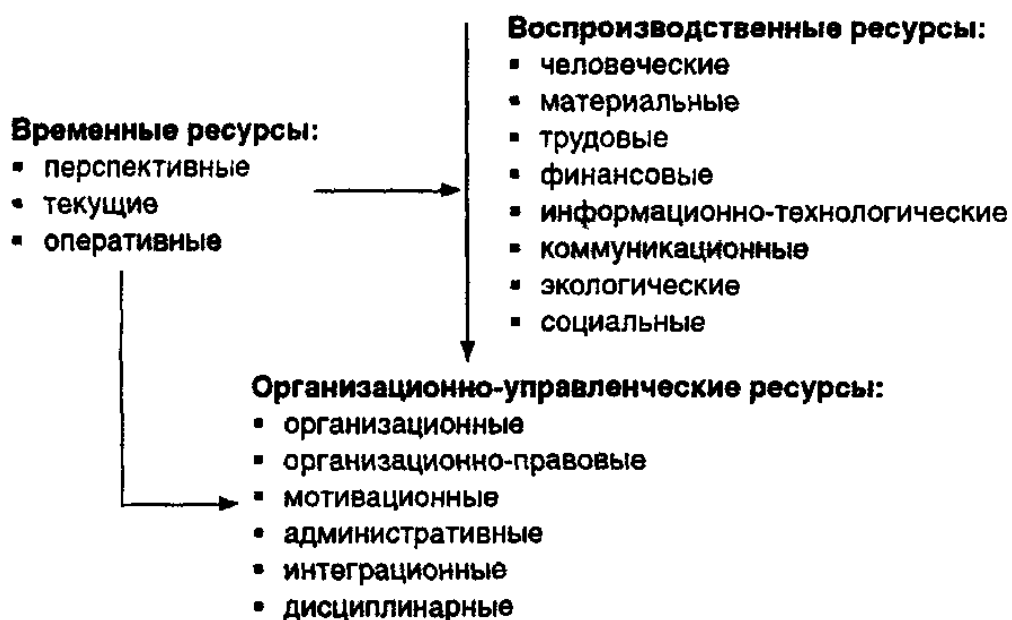 Воспроизводственные ресурсы:
▪ человеческие
▪ материальные
▪ трудовые
▪ финансовые
▪ информационно-технологические
▪ коммуникационные
▪ экологические
▪ социальные
Временные ресурсы:
▪ перспективные
▪ текущие
▪ оперативные
Организационно-управленческие ресурсы:
▪ организационные
▪ организационно-правовые
▪ мотивационные
▪ административные
▪ интеграционные
▪ дисциплинарные